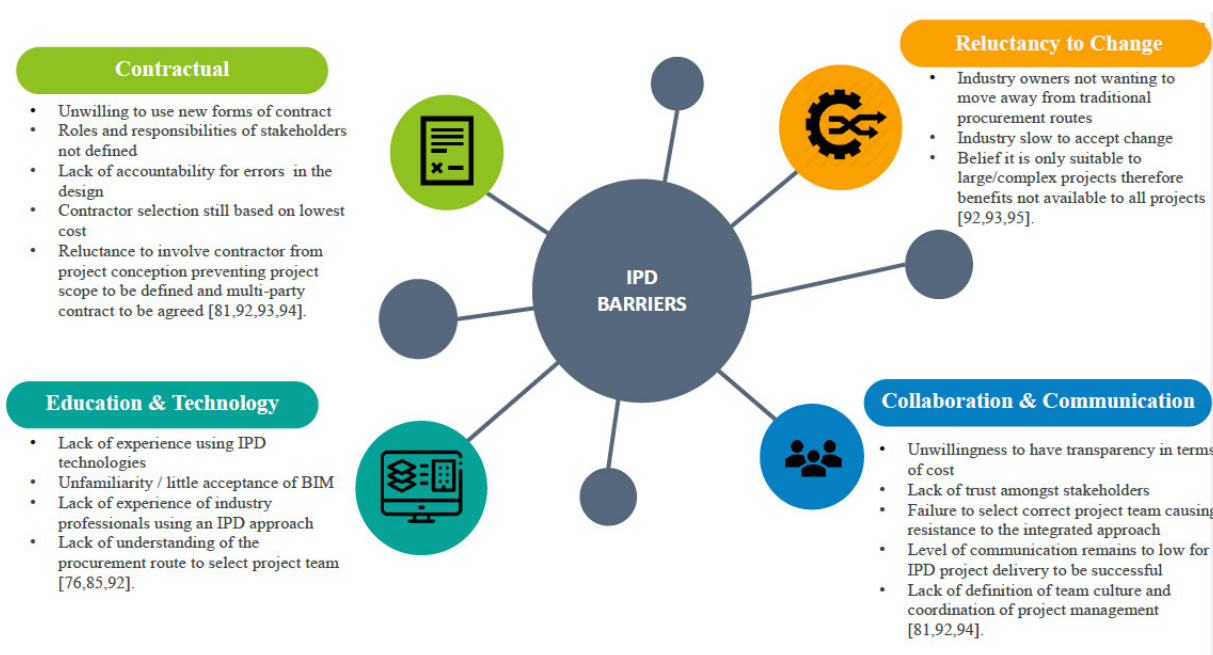 Contractual
• Unwilling to use new forms of contract
• Roles and responsibilities of stakeholders
not defined
• Lack of accountability for errors in the
design
• Contractor selection still based on lowest
cost
• Reluctance to involve contractor from
project conception preventing project
scope to be defined and multi-party
contract to be agreed [81,92,93,94].
Reluctancy to Change
• Industry owners not wanting to
move away from traditional
procurement routes
• Industry slow to accept change
• Belief it is only suitable to
large/complex projects therefore
benefits not available to all projects
[92,93,95].
IPD
BARRIERS
Education & Technology
• Lack of experience using IPD
technologies
• Unfamiliarity / little acceptance of BIM
• Lack of experience of industry
professionals using an IPD approach
• Lack of understanding of the
procurement route to select project team
[76,85,92].
Collaboration & Communication
• Unwillingness to have transparency in terms
of cost
• Lack of trust amongst stakeholders
• Failure to select correct project team causing
resistance to the integrated approach
• Level of communication remains to low for
IPD project delivery to be successful
• Lack of definition of team culture and
coordination of project management
[81,92,94].